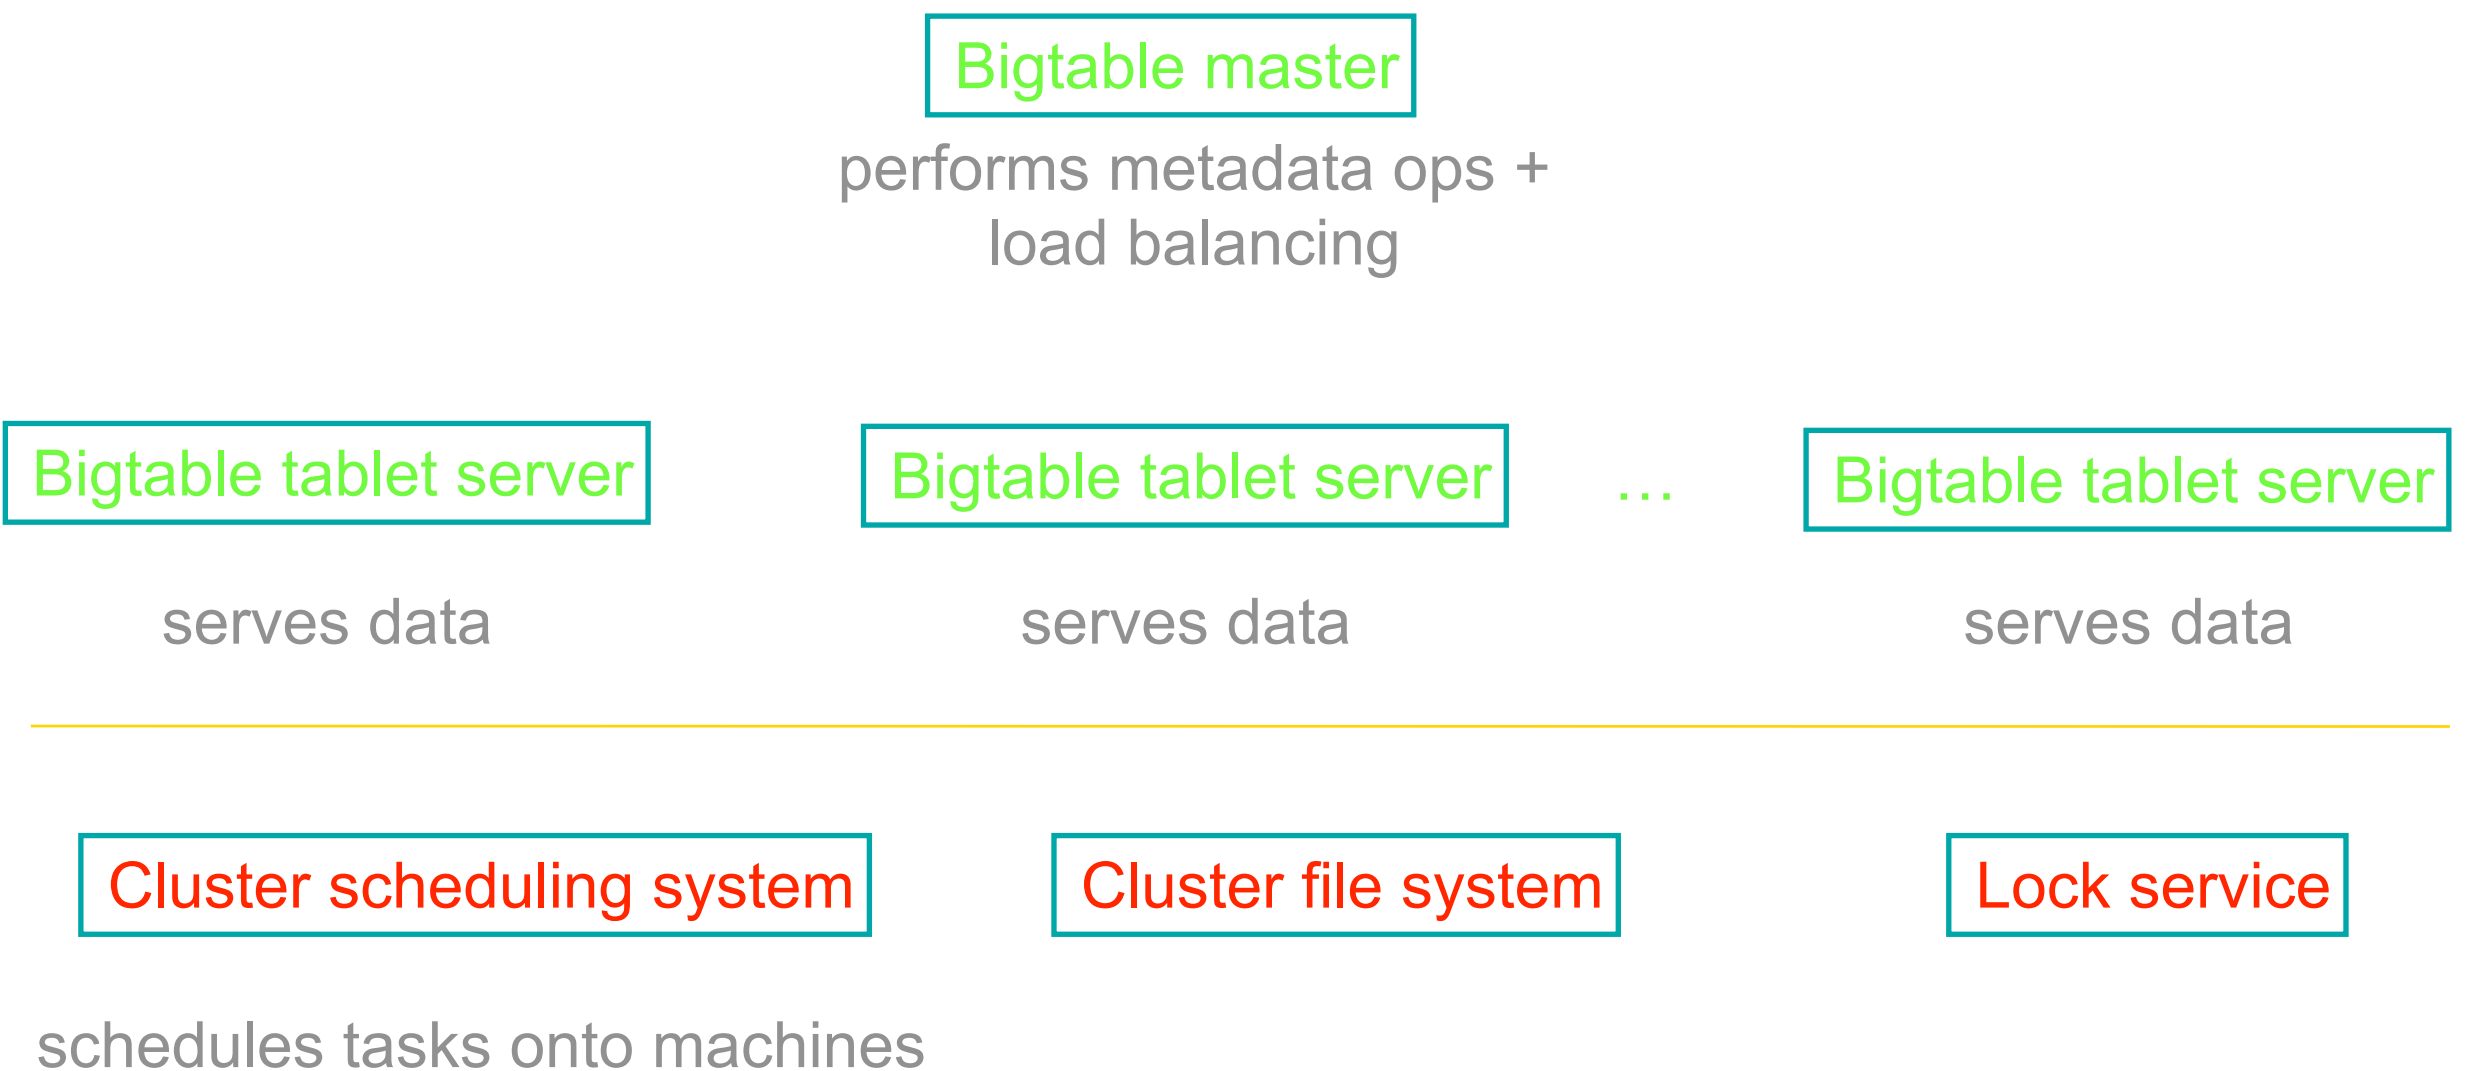 Bigtable master
performs metadata ops +
load balancing
Bigtable tablet server
Bigtable tablet server
…
Bigtable tablet server
serves data
serves data
serves data
Cluster scheduling system
Cluster file system
Lock service
schedules tasks onto machines